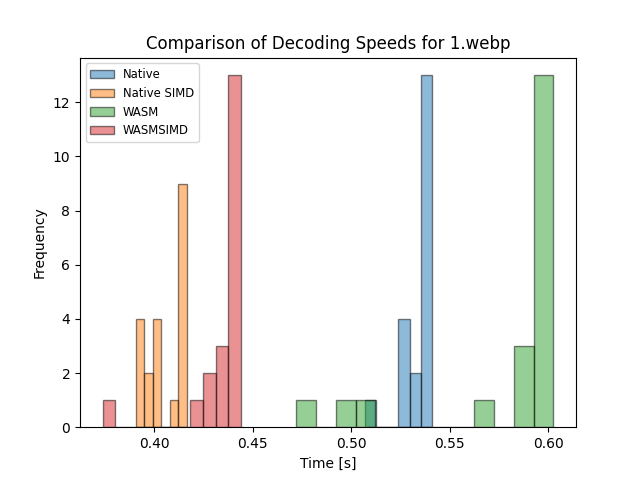 Comparison of Decoding Speeds for 1.webp
Native
Native SIMD
WASM
WASMSIMD
Frequency
12
10
8
6
4
2
0
0.40 0.45 0.50 0.55 0.60
Time [s]